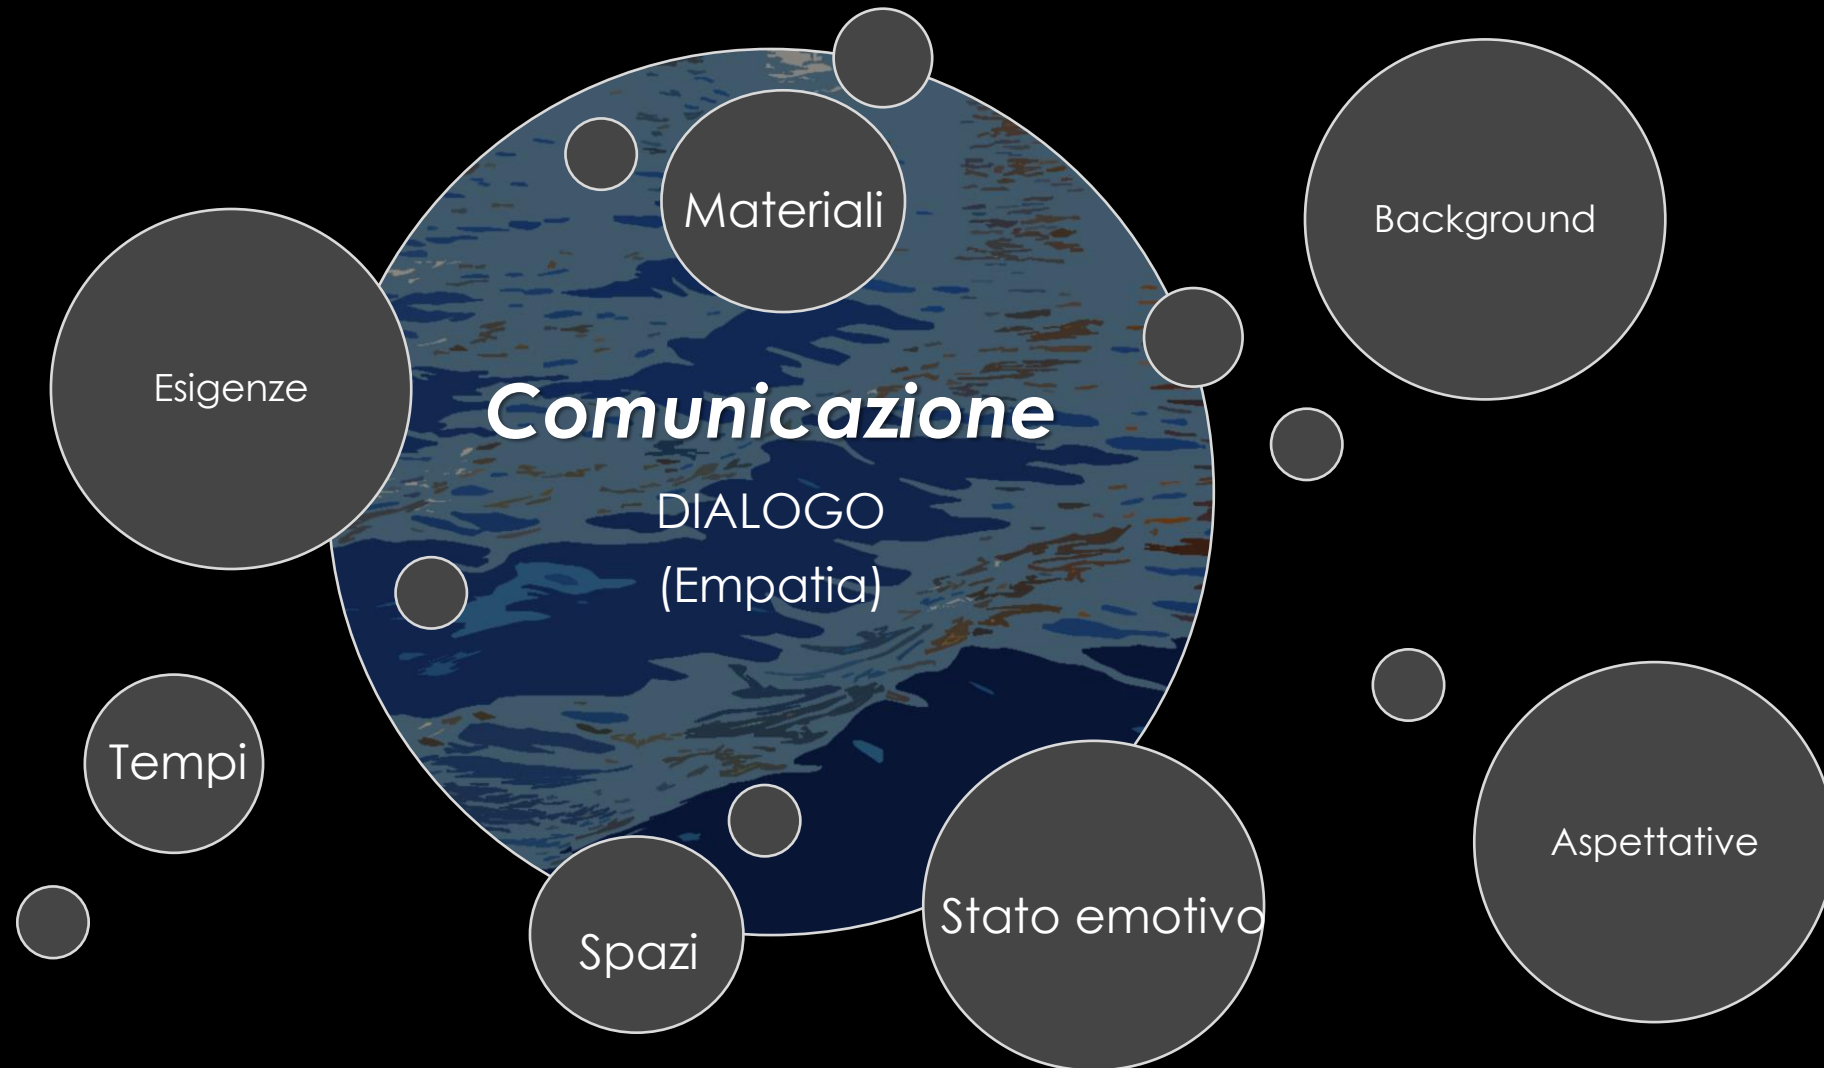 Materiali
Background
Esigenze
Comunicazione
DIALOGO
(Empatia)
Tempi
Aspettative
Stato emotivo
Spazi